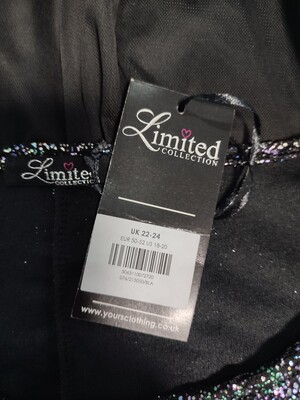 Limited
COLLECTION
Limited
COLLECTION
UK 22-24
EUR 50-52 US 18-20
www.yoursclothing.co.uk